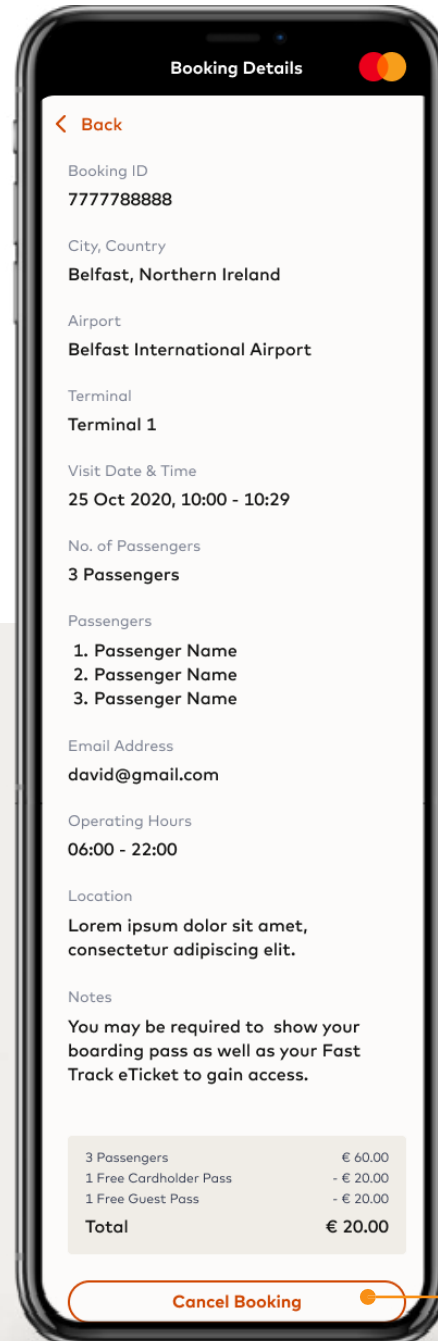 Booking Details
Back
Booking ID
7777788888
City, Country
Belfast, Northern Ireland
Airport
Belfast International Airport
Terminal
Terminal 1
Visit Date & Time
25 Oct 2020, 10:00 - 10:29
No. of Passengers
3 Passengers
Passengers
1. Passenger Name
2. Passenger Name
3. Passenger Name
Email Address
david@gmail.com
Operating Hours
06:00 - 22:00
Location
Lorem ipsum dolor sit amet,
consectetur adipiscing elit.
Notes
You may be required to show your
boarding pass as well as your Fast
Track eTicket to gain access.
3 Passengers € 60.00
1 Free Cardholder Pass - € 20.00
1 Free Guest Pass - € 20.00
Total € 20.00
Cancel Booking